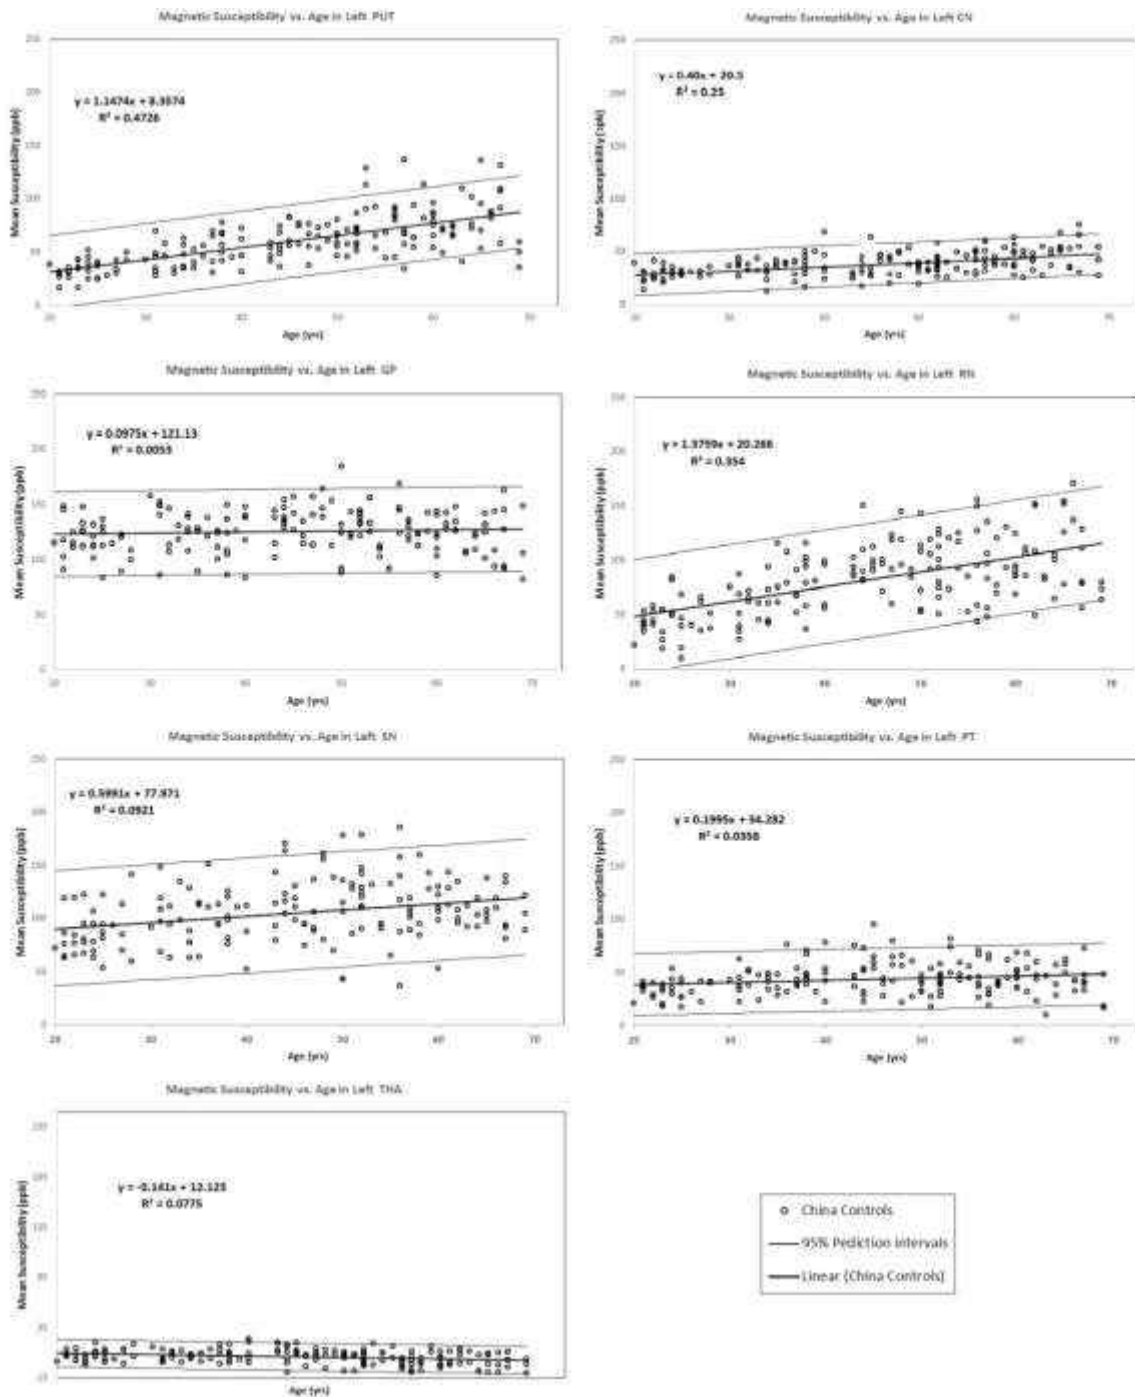 Magnetic Susceptibility vs. Age in Left PUT
y = 1.1474x + 8.3574
R² = 0.4726
Mean Susceptibility (ppb)
Age (yrs)
Magnetic Susceptibility vs. Age in Left CN
y = 0.40x + 20.5
R² = 0.25
Mean Susceptibility (ppb)
Age (yrs)
Magnetic Susceptibility vs. Age in Left GP
y = 0.0975x + 121.13
R² = 0.0053
Mean Susceptibility (ppb)
Age (yrs)
Magnetic Susceptibility vs. Age in Left RN
y = 1.3759x + 20.288
R² = 0.354
Mean Susceptibility (ppb)
Age (yrs)
Magnetic Susceptibility vs. Age in Left SN
y = 0.5991x + 77.971
R² = 0.0921
Mean Susceptibility (ppb)
Age (yrs)
Magnetic Susceptibility vs. Age in Left PT
y = 0.1995x + 34.282
R² = 0.0358
Mean Susceptibility (ppb)
Age (yrs)
Magnetic Susceptibility vs. Age in Left THA
y = -0.141x + 12.123
R² = 0.0775
Mean Susceptibility (ppb)
Age (yrs)
China Controls
95% Pediction Intervals
Linear (China Controls)